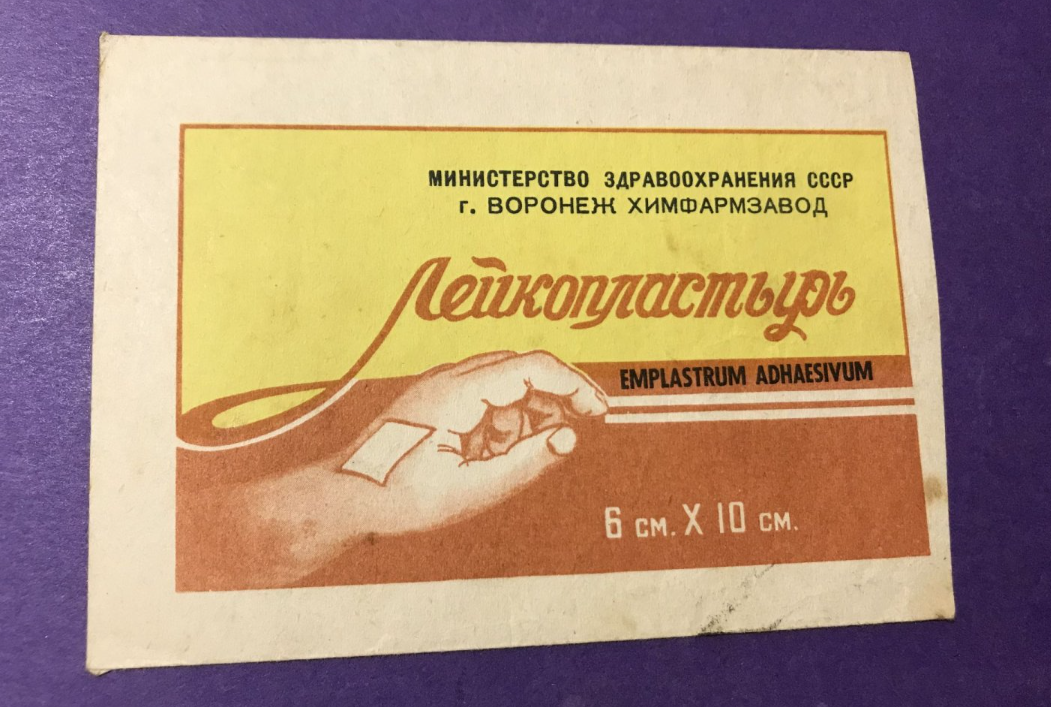 МИНИСТЕРСТВО ЗДРАВООХРАНЕНИЯ СССР
г. ВОРОНЕЖ ХИМФАРМЗАВОД
Лейкопластырь
EMPLASTRUM ADHAESIVUM
6 см. X 10 см.